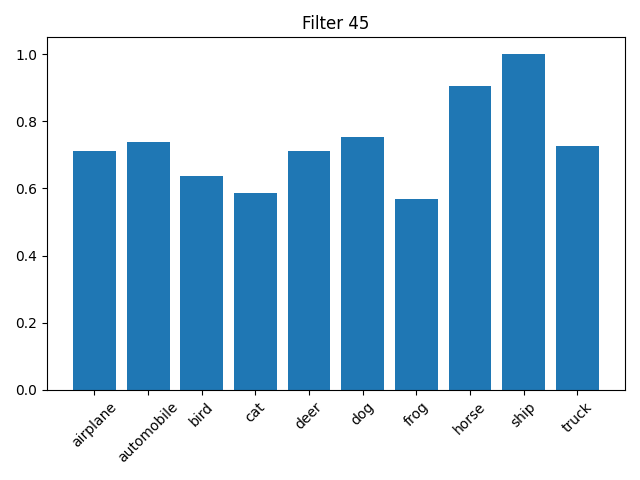 Filter 45
1.0
0.8
0.6
0.4
0.2
0.0
airplane
automobile
bird
cat
deer
dog
frog
horse
ship
truck